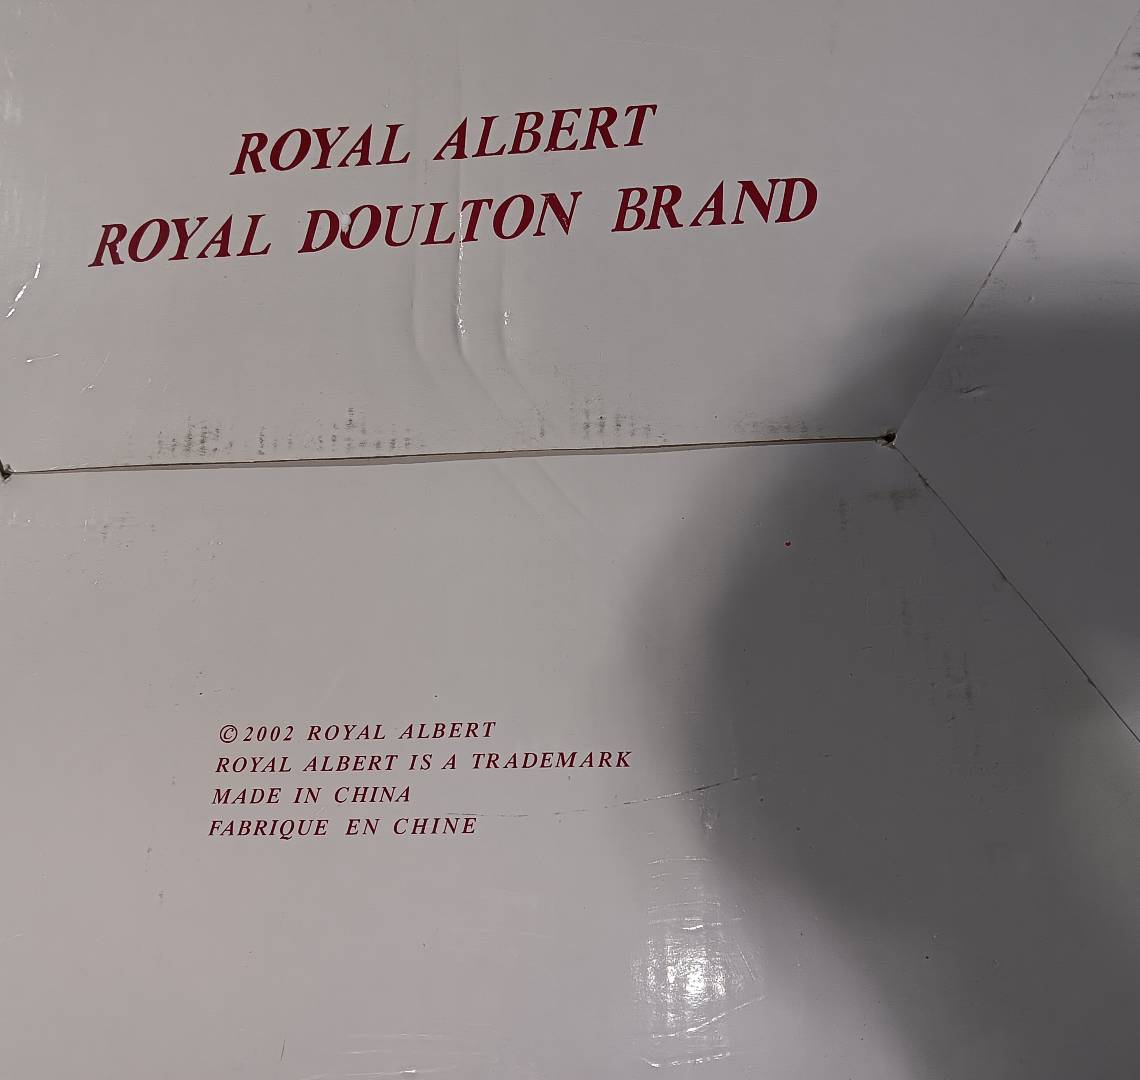 ROYAL ALBERT
ROYAL DOULTON BRAND
©2002 ROYAL ALBERT
ROYAL ALBERT IS A TRADEMARK
MADE IN CHINA
FABRIQUE EN CHINE